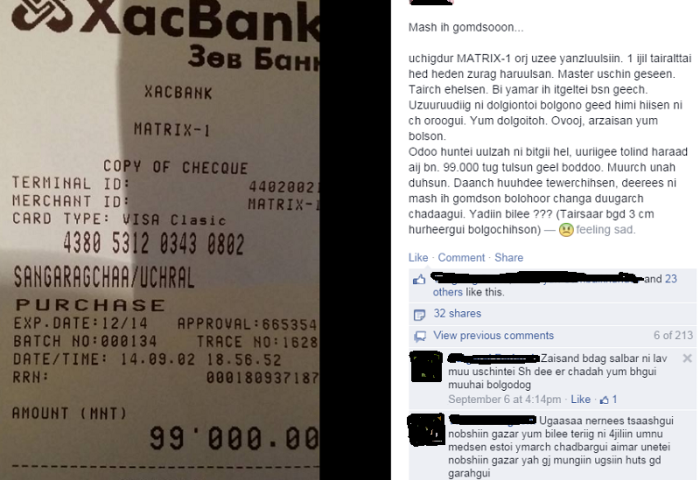 XacBank
Зөв Банк
XACBANK
MATRIX-1
COPY OF CHECQUE
TERMINAL ID: 44020021
MERCHANT ID: MATRIX-1
CARD TYPE: VISA Clasic
4380 5312 0343 0802
SANGARAGCHAA/UCHRAL
PURCHASE
EXP.DATE:12/14 APPROVAL:665354
BATCH NO:000134 TRACE NO:1628
DATE/TIME: 14.09.02 18.56.52
RRN: 000180937187
AMOUNT (MNT)
99'000.00
Mash ih gomdsooon...
uchigdur MATRIX-1 orj uzee yanzluulsiin. 1 ijil tairalttai
hed heden zurag haruulsan. Master uschin geseen.
Tairch ehelsen. Bi yamar ih itgeltei bsn geech.
Uzuuruudiig ni dolgiontoi bolgono geed himi hiisen ni
ch oroogui. Yum dolgoitoh. Ovooj, arzaisan yum
bolson.
Odoo huntei uulzah ni bitgii hel, uuriigee tolind haraad
aij bn. 99.000 tug tulsun geel boddoo. Muurch unah
duhsun. Daanch huuhdee tewerchihsen, deerees ni
mash ih gomdson bolohoor changa duugarch
chadaagui. Yadiin bilee ??? (Tairsaar bgd 3 cm
hurheergui bolgochihson) — feeling sad.
Like · Comment · Share
and 23
others like this.
32 shares
View previous comments 6 of 213
Zaisand bdag salbar ni lav
muu uschintei Sh dee er chadah yum bhgui
muuhai bolgodog
September 6 at 4:14pm · Like · 1
Ugaasaa nernees tsaashgui
nobshiin gazar yum bilee teriig ni 4jiliin umnu
medsen estoi ymarch chadbargui aimar unetei
nobshiin gazar yah gj mungiin ugsiin huts gd
garahgui